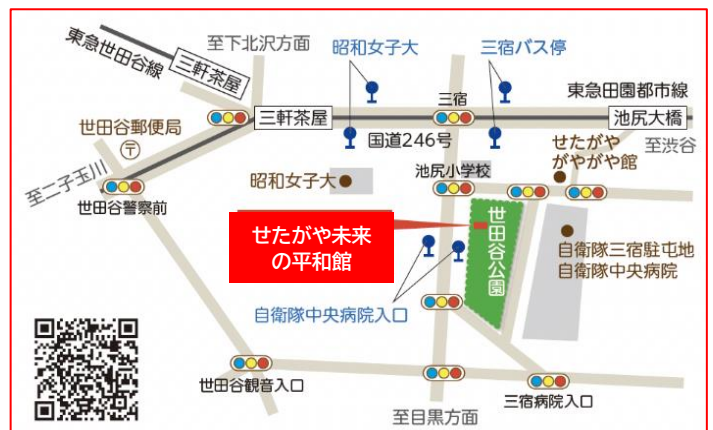 東急世田谷線
三軒茶屋
至下北沢方面
昭和女子大
三宿バス停
東急田園都市線
三軒茶屋
三宿
池尻大橋
世田谷郵便局
〒
国道246号
至渋谷
せたがや
がやがや館
至二子玉川
世田谷警察前
昭和女子大
池尻小学校
せたがや未来
の平和館
世田谷公園
自衛隊三宿駐屯地
自衛隊中央病院
自衛隊中央病院入口
世田谷観音入口
三宿病院入口
至目黒方面